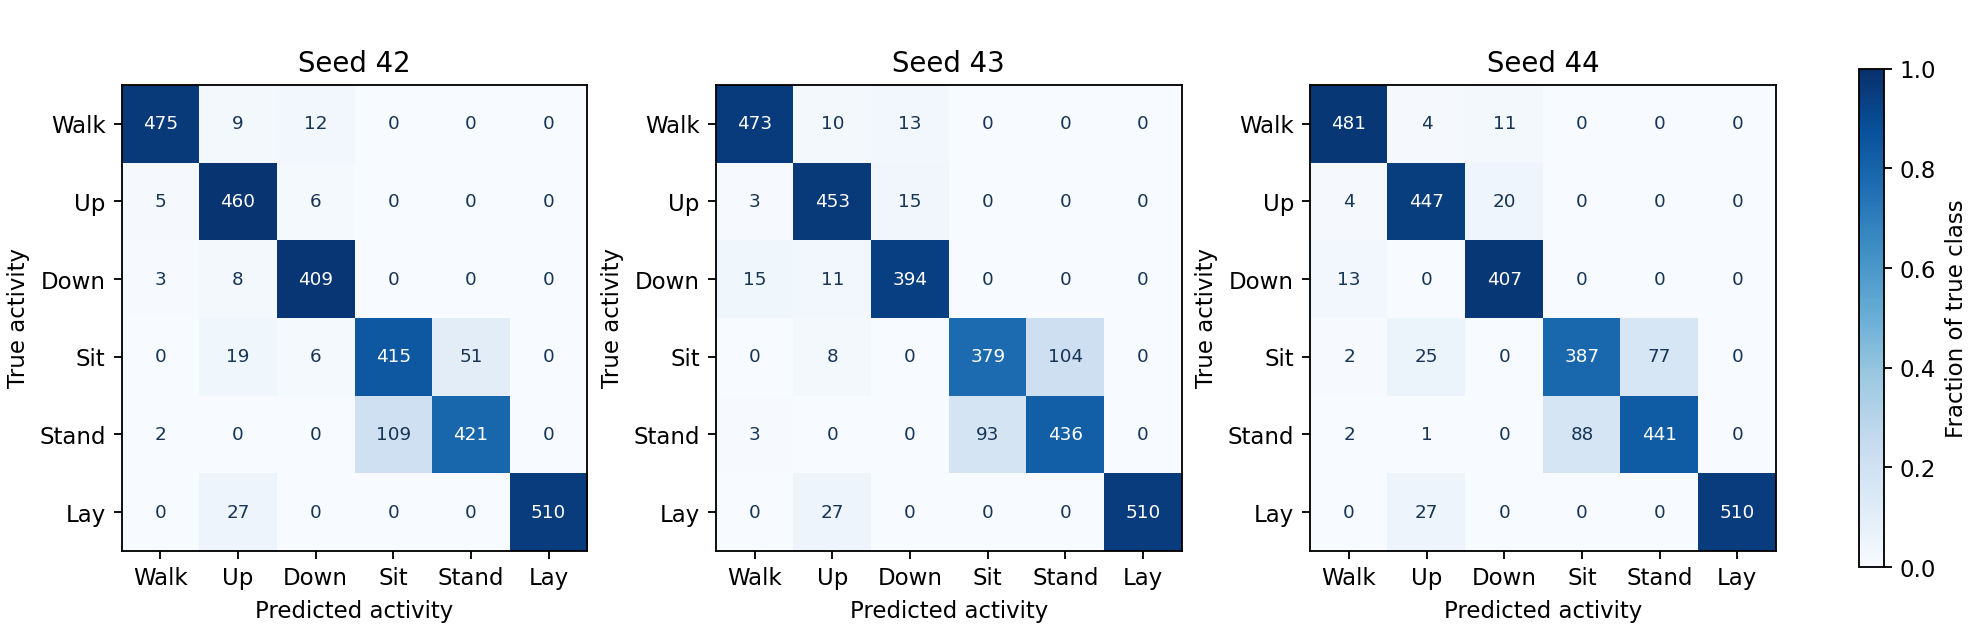 Seed 42
True activity
Walk 475 9 12 0 0 0
Up 5 460 6 0 0 0
Down 3 8 409 0 0 0
Sit 0 19 6 415 51 0
Stand 2 0 0 109 421 0
Lay 0 27 0 0 0 510
Walk Up Down Sit Stand Lay
Predicted activity
Seed 43
True activity
Walk 473 10 13 0 0 0
Up 3 453 15 0 0 0
Down 15 11 394 0 0 0
Sit 0 8 0 379 104 0
Stand 3 0 0 93 436 0
Lay 0 27 0 0 0 510
Walk Up Down Sit Stand Lay
Predicted activity
Seed 44
True activity
Walk 481 4 11 0 0 0
Up 4 447 20 0 0 0
Down 13 0 407 0 0 0
Sit 2 25 0 387 77 0
Stand 2 1 0 88 441 0
Lay 0 27 0 0 0 510
Walk Up Down Sit Stand Lay
Predicted activity
1.0
0.8
0.6
0.4
0.2
0.0
Fraction of true class